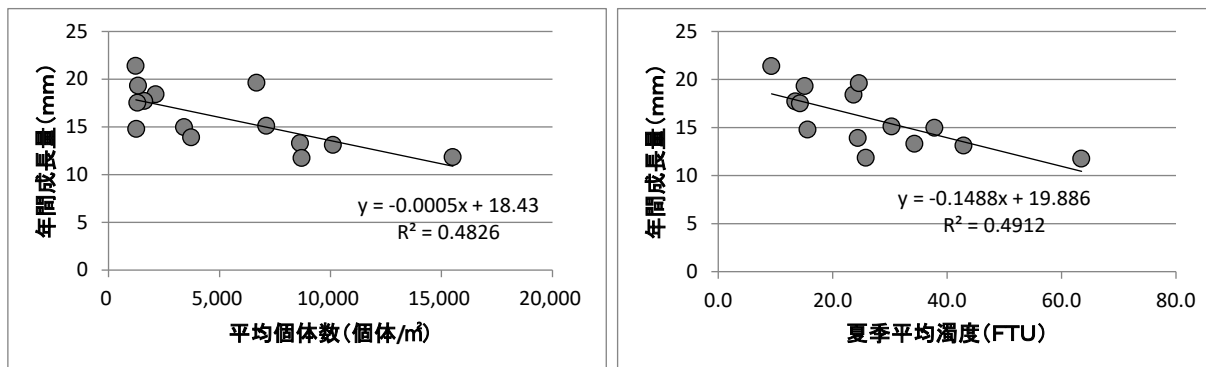 25
20
15
10
5
0
年間成長量(mm)
y = -0.0005x + 18.43
R² = 0.4826
0 5,000 10,000 15,000 20,000
平均個体数(個体/㎡)
25
20
15
10
5
0
年間成長量(mm)
y = -0.1488x + 19.886
R² = 0.4912
0.0 20.0 40.0 60.0 80.0
夏季平均濁度(FTU)